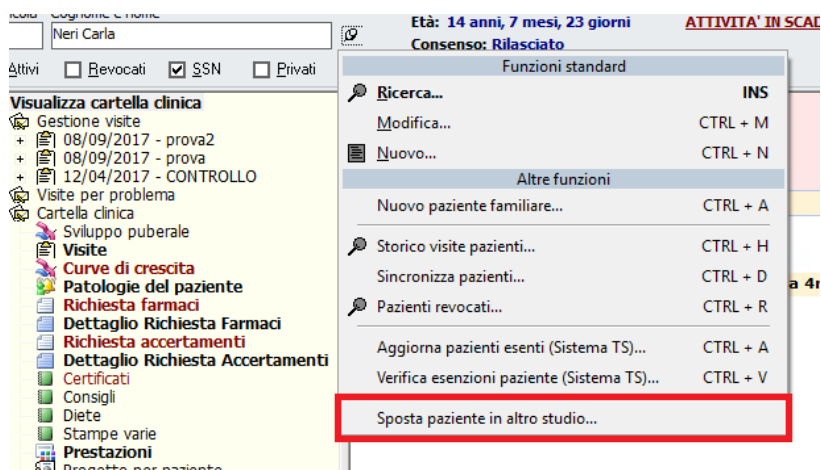 Cognome e nome
Neri Carla
Età: 14 anni, 7 mesi, 23 giorni
ATTIVITA' IN SCAD
Consenso: Rilasciato
Attivi
Revocati
SSN
Privati
Visualizza cartella clinica
Gestione visite
+ 08/09/2017 - prova2
+ 08/09/2017 - prova
+ 12/04/2017 - CONTROLLO
Visite per problema
Cartella clinica
Sviluppo puberale
Visite
Curve di crescita
Patologie del paziente
Richiesta farmaci
Dettaglio Richiesta Farmaci
Richiesta accertamenti
Dettaglio Richiesta Accertamenti
Certificati
Consigli
Diete
Stampe varie
Prestazioni
Progetto per paziente
Funzioni standard
Ricerca... INS
Modifica... CTRL + M
Nuovo... CTRL + N
Altre funzioni
Nuovo paziente familiare... CTRL + A
Storico visite pazienti... CTRL + H
Sincronizza pazienti... CTRL + D
Pazienti revocati... CTRL + R
Aggiorna pazienti esenti (Sistema TS)... CTRL + A
Verifica esenzioni paziente (Sistema TS)... CTRL + V
Sposta paziente in altro studio...